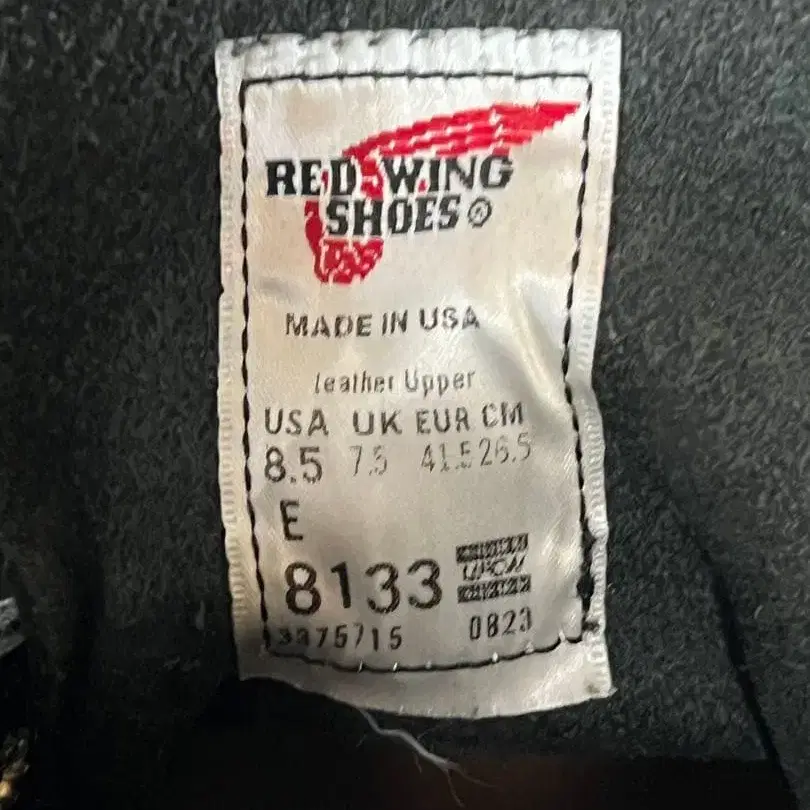 RED WING
SHOES®
MADE IN USA
Leather Upper
USA UK EUR CM
8.5 7.5 41.5 26.5
E
8133
UFCW
0823